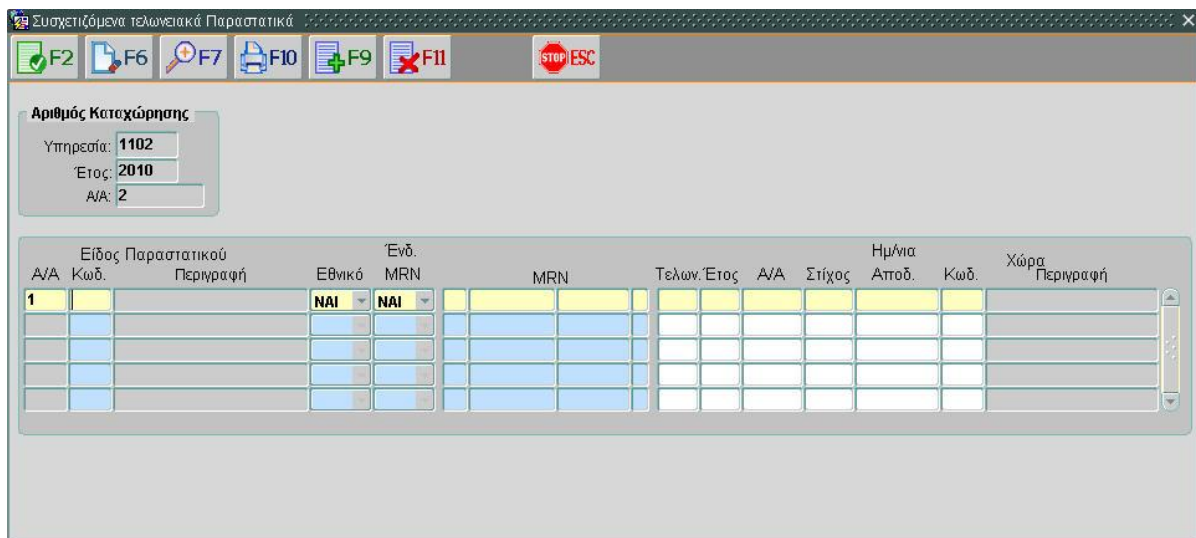 Συσχετιζόμενα τελωνειακά Παραστατικά
F2 F6 F7 F10 F9 F11 STOP ESC
Αριθμός Καταχώρησης
Υπηρεσία: 1102
Έτος: 2010
Α/Α: 2
Είδος Παραστατικού Ένδ. Ημ/νια Χώρα
Α/Α Κωδ. Περιγραφή Εθνικό MRN MRN Τελων. Έτος Α/Α Στίχος Αποδ. Κωδ. Περιγραφή
1 ΝΑΙ ΝΑΙ